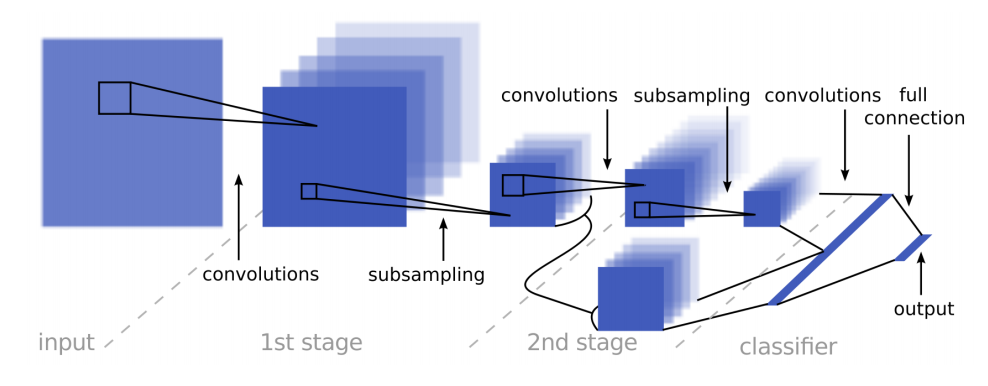 convolutions
subsampling
convolutions
full
connection
convolutions
subsampling
output
input
1st stage
2nd stage
classifier